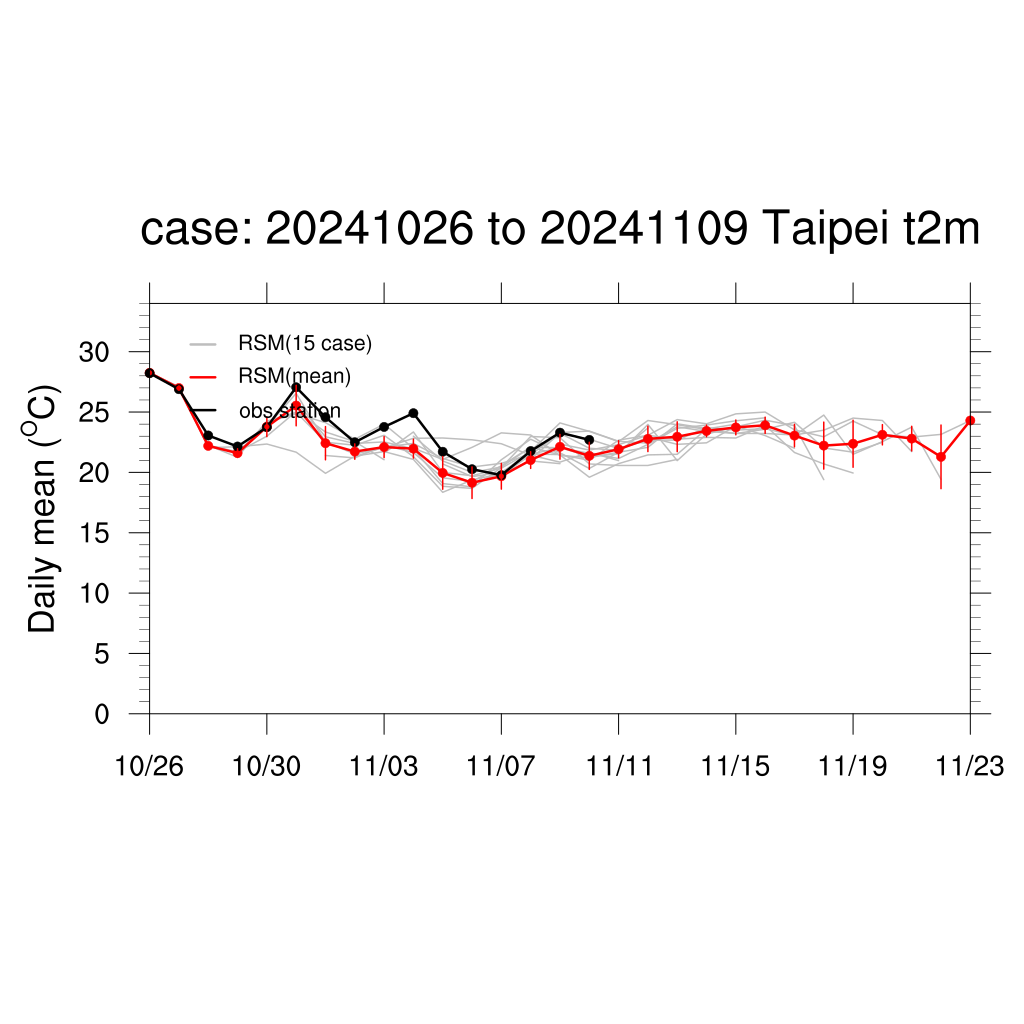 case: 20241026 to 20241109 Taipei t2m
RSM(15 case)
RSM(mean)
obs station
Daily mean (°C)
30
25
20
15
10
5
0
10/26 10/30 11/03 11/07 11/11 11/15 11/19 11/23